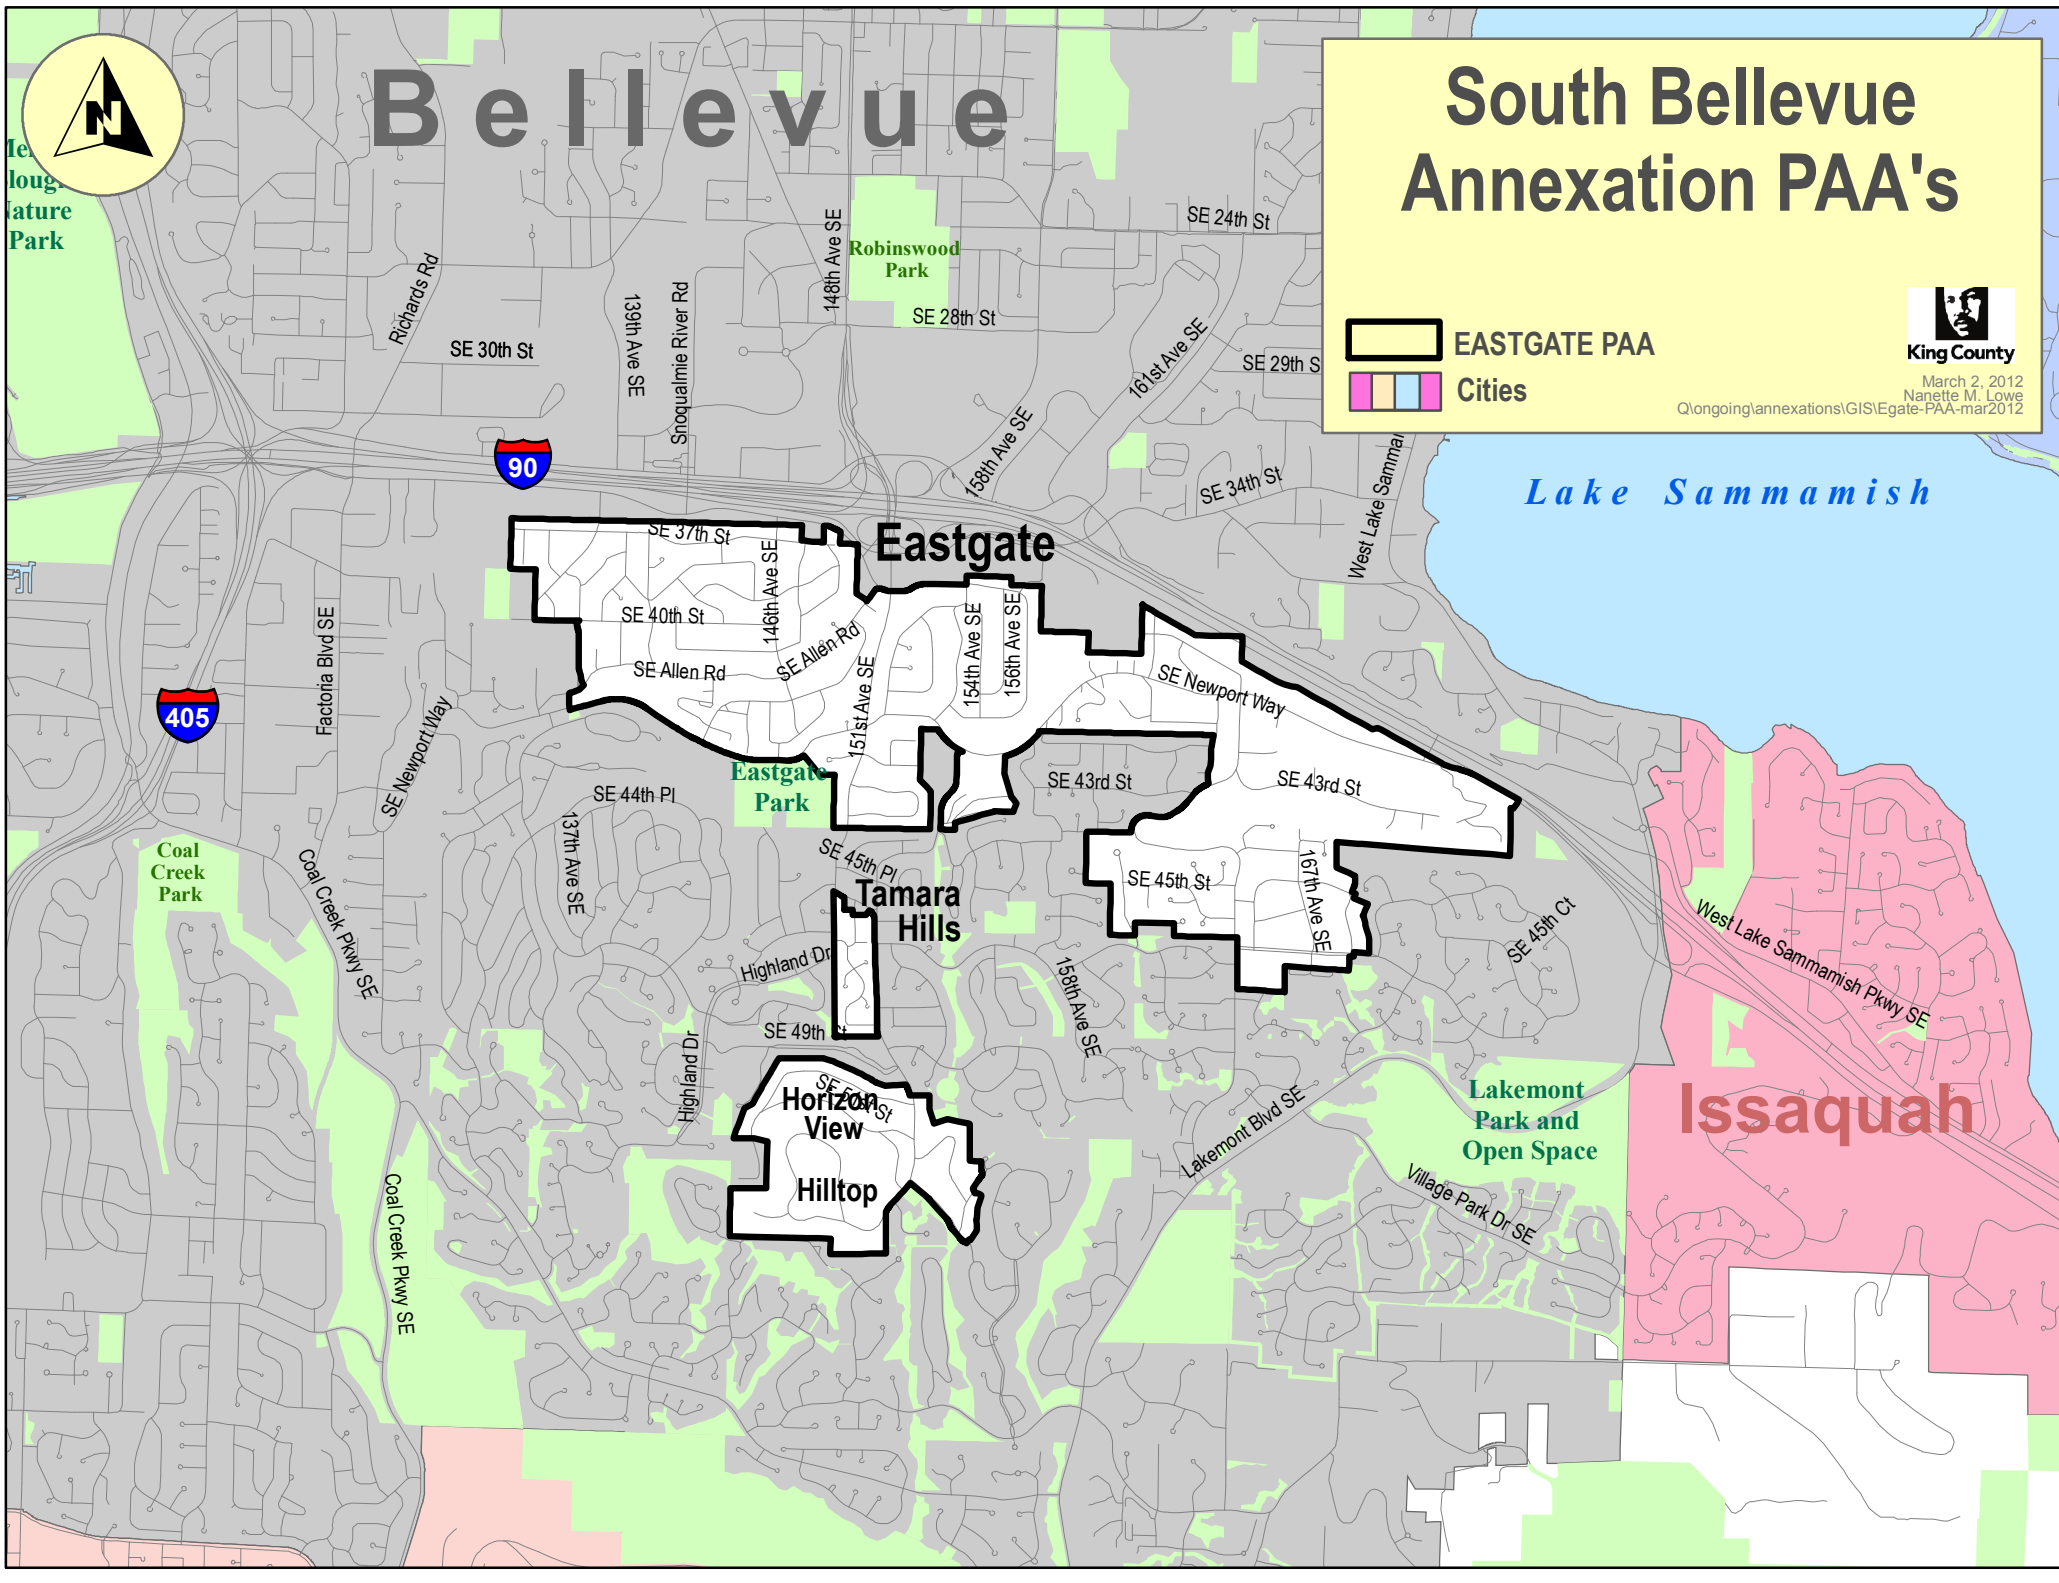 Bellevue
South Bellevue
Annexation PAA's
EASTGATE PAA
Cities
King County
March 2, 2012
Nanette M. Lowe
Q\ongoing\annexations\GIS\Egate-PAA-mar2012
N
Nature
Park
Richards Rd
SE 30th St
139th Ave SE
Snoqualmie River Rd
148th Ave SE
Robinswood
Park
SE 28th St
SE 24th St
161st Ave SE
SE 29th S
158th Ave SE
SE 34th St
West Lake Sammam
Lake Sammamish
90
405
Eastgate
SE 37th St
146th Ave SE
SE 40th St
SE Allen Rd
SE Allen Rd
151st Ave SE
154th Ave SE
156th Ave SE
SE Newport Way
Factoria Blvd SE
SE Newport Way
Eastgate
Park
SE 44th Pl
137th Ave SE
SE 43rd St
SE 43rd St
SE 45th Pl
SE 45th St
167th Ave SE
SE 45th Ct
Coal
Creek
Park
Coal Creek Pkwy SE
Tamara
Hills
Highland Dr
Highland Dr
SE 49th St
158th Ave SE
West Lake Sammamish Pkwy SE
SE 50th St
Horizon
View
Hilltop
Lakemont Blvd SE
Lakemont
Park and
Open Space
Issaquah
Village Park Dr SE
Coal Creek Pkwy SE